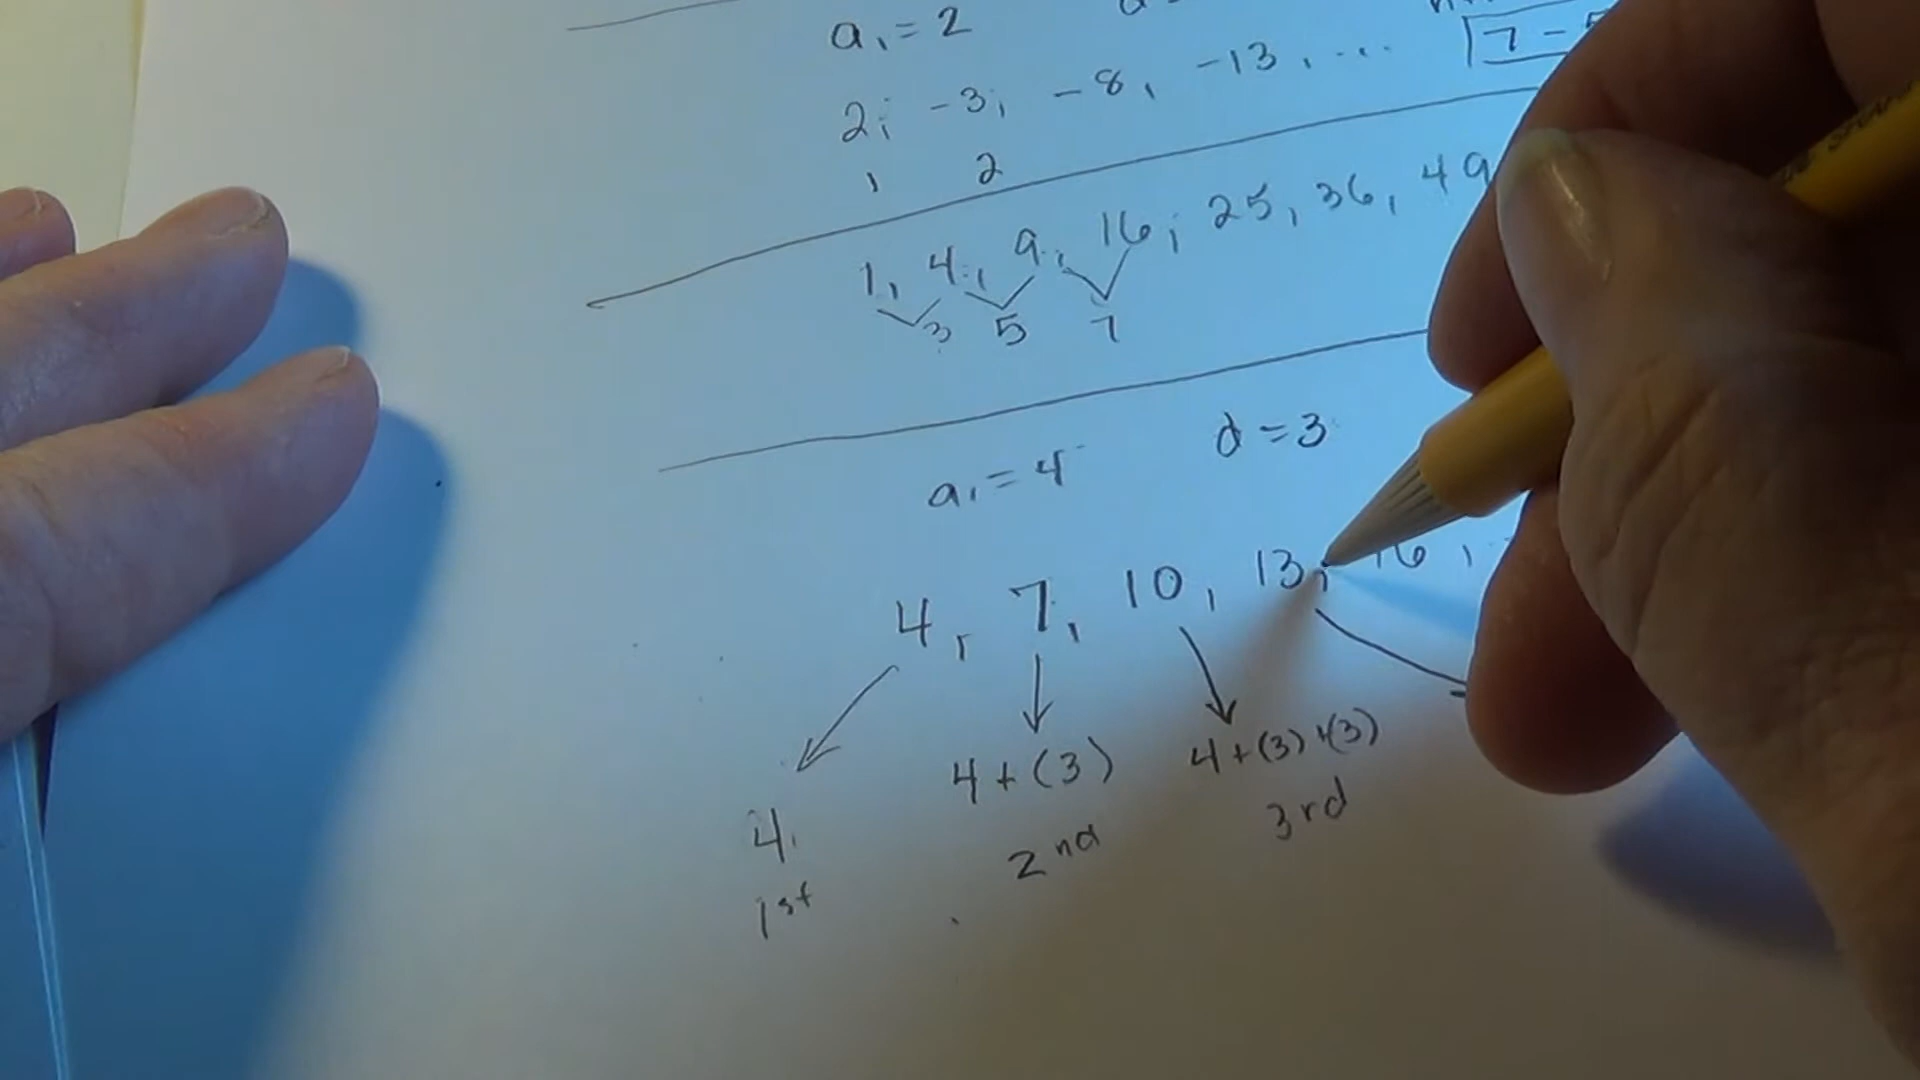 a₁ = 2
2, -3, -8, -13, ...
7 -
1 2
1, 4, 9, 16, 25, 36, 49
3 5 7
a₁ = 4 d = 3
4, 7, 10, 13, 16,
4 + (3) 4 + (3) + (3)
4 2nd 3rd
1st